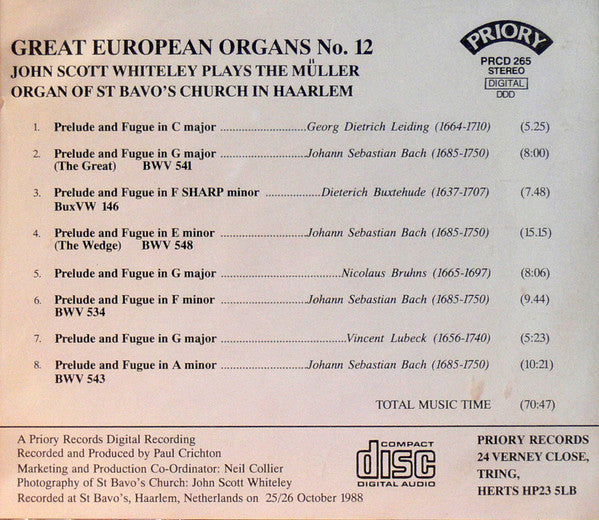 GREAT EUROPEAN ORGANS No. 12
JOHN SCOTT WHITELEY PLAYS THE MÜLLER
ORGAN OF ST BAVO'S CHURCH IN HAARLEM
PRIORY
PRCD 265
STEREO
DIGITAL
DDD
1. Prelude and Fugue in C major ....................Georg Dietrich Leiding (1664-1710) (5.25)
2. Prelude and Fugue in G major ....................Johann Sebastian Bach (1685-1750) (8:00)
(The Great) BWV 541
3. Prelude and Fugue in F SHARP minor .............Dieterich Buxtehude (1637-1707) (7.48)
BuxVW 146
4. Prelude and Fugue in E minor ....................Johann Sebastian Bach (1685-1750) (15.15)
(The Wedge) BWV 548
5. Prelude and Fugue in G major ............................Nicolaus Bruhns (1665-1697) (8:06)
6. Prelude and Fugue in F minor ....................Johann Sebastian Bach (1685-1750) (9.44)
BWV 534
7. Prelude and Fugue in G major .............................Vincent Lubeck (1656-1740) (5:23)
8. Prelude and Fugue in A minor ....................Johann Sebastian Bach (1685-1750) (10:21)
BWV 543
TOTAL MUSIC TIME (70:47)
A Priory Records Digital Recording
Recorded and Produced by Paul Crichton
Marketing and Production Co-Ordinator: Neil Collier
Photography of St Bavo's Church: John Scott Whiteley
Recorded at St Bavo's, Haarlem, Netherlands on 25/26 October 1988
COMPACT
disc
DIGITAL AUDIO
PRIORY RECORDS
24 VERNEY CLOSE,
TRING,
HERTS HP23 5LB